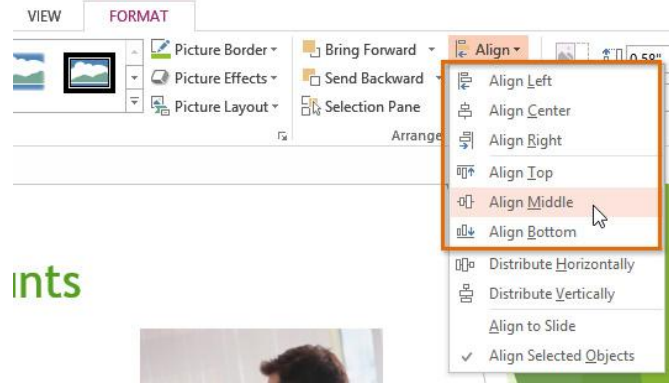 VIEW FORMAT
Picture Border Bring Forward Align 0.58"
Picture Effects Send Backward
Picture Layout Selection Pane
Arrange
Align Left
Align Center
Align Right
Align Top
Align Middle
Align Bottom
Distribute Horizontally
Distribute Vertically
Align to Slide
Align Selected Objects
nts